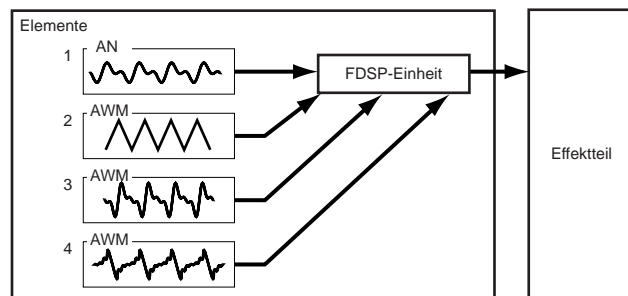 Elemente
1 AN
FDSP-Einheit
2 AWM
3 AWM
4 AWM
Effektteil